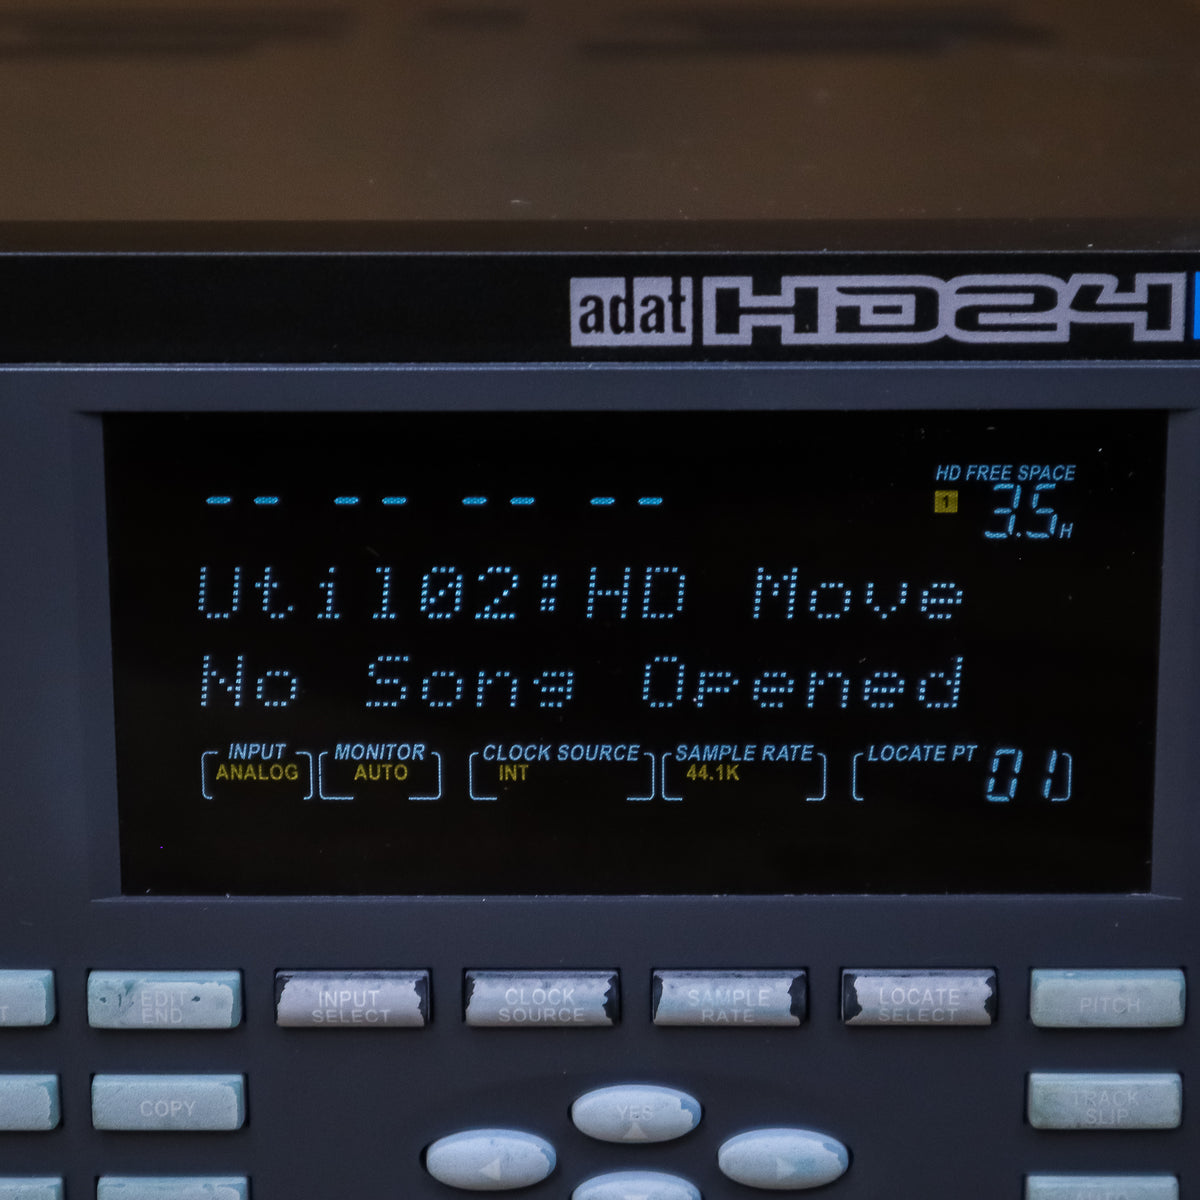 adat HD24
HD FREE SPACE
-- -- -- --
1 3.5 H
Util02:HD Move
No Song Opened
INPUT MONITOR CLOCK SOURCE SAMPLE RATE LOCATE PT 01
ANALOG AUTO INT 44.1K
T
EDIT END
INPUT SELECT
CLOCK SOURCE
SAMPLE RATE
LOCATE SELECT
PITCH
COPY
YES
TRACK SLIP